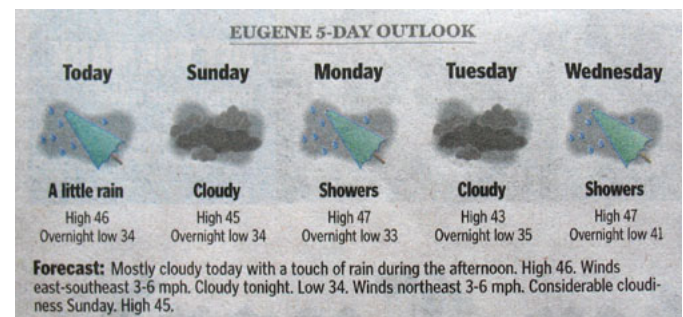 EUGENE 5-DAY OUTLOOK
Today Sunday Monday Tuesday Wednesday
A little rain Cloudy Showers Cloudy Showers
High 46 High 45 High 47 High 43 High 47
Overnight low 34 Overnight low 34 Overnight low 33 Overnight low 35 Overnight low 41
Forecast: Mostly cloudy today with a touch of rain during the afternoon. High 46. Winds
east-southeast 3-6 mph. Cloudy tonight. Low 34. Winds northeast 3-6 mph. Considerable cloudi-
ness Sunday. High 45.